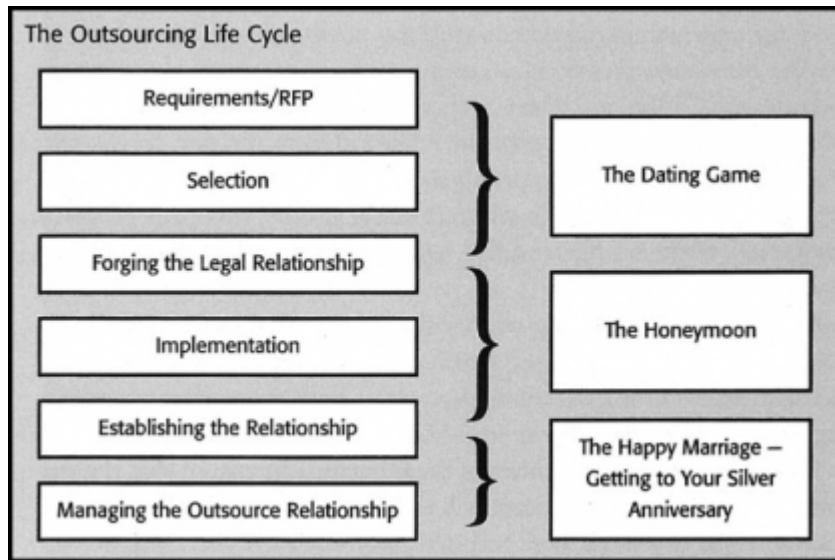 The Outsourcing Life Cycle
Requirements/RFP
Selection
Forging the Legal Relationship
Implementation
Establishing the Relationship
Managing the Outsource Relationship
The Dating Game
The Honeymoon
The Happy Marriage –
Getting to Your Silver
Anniversary